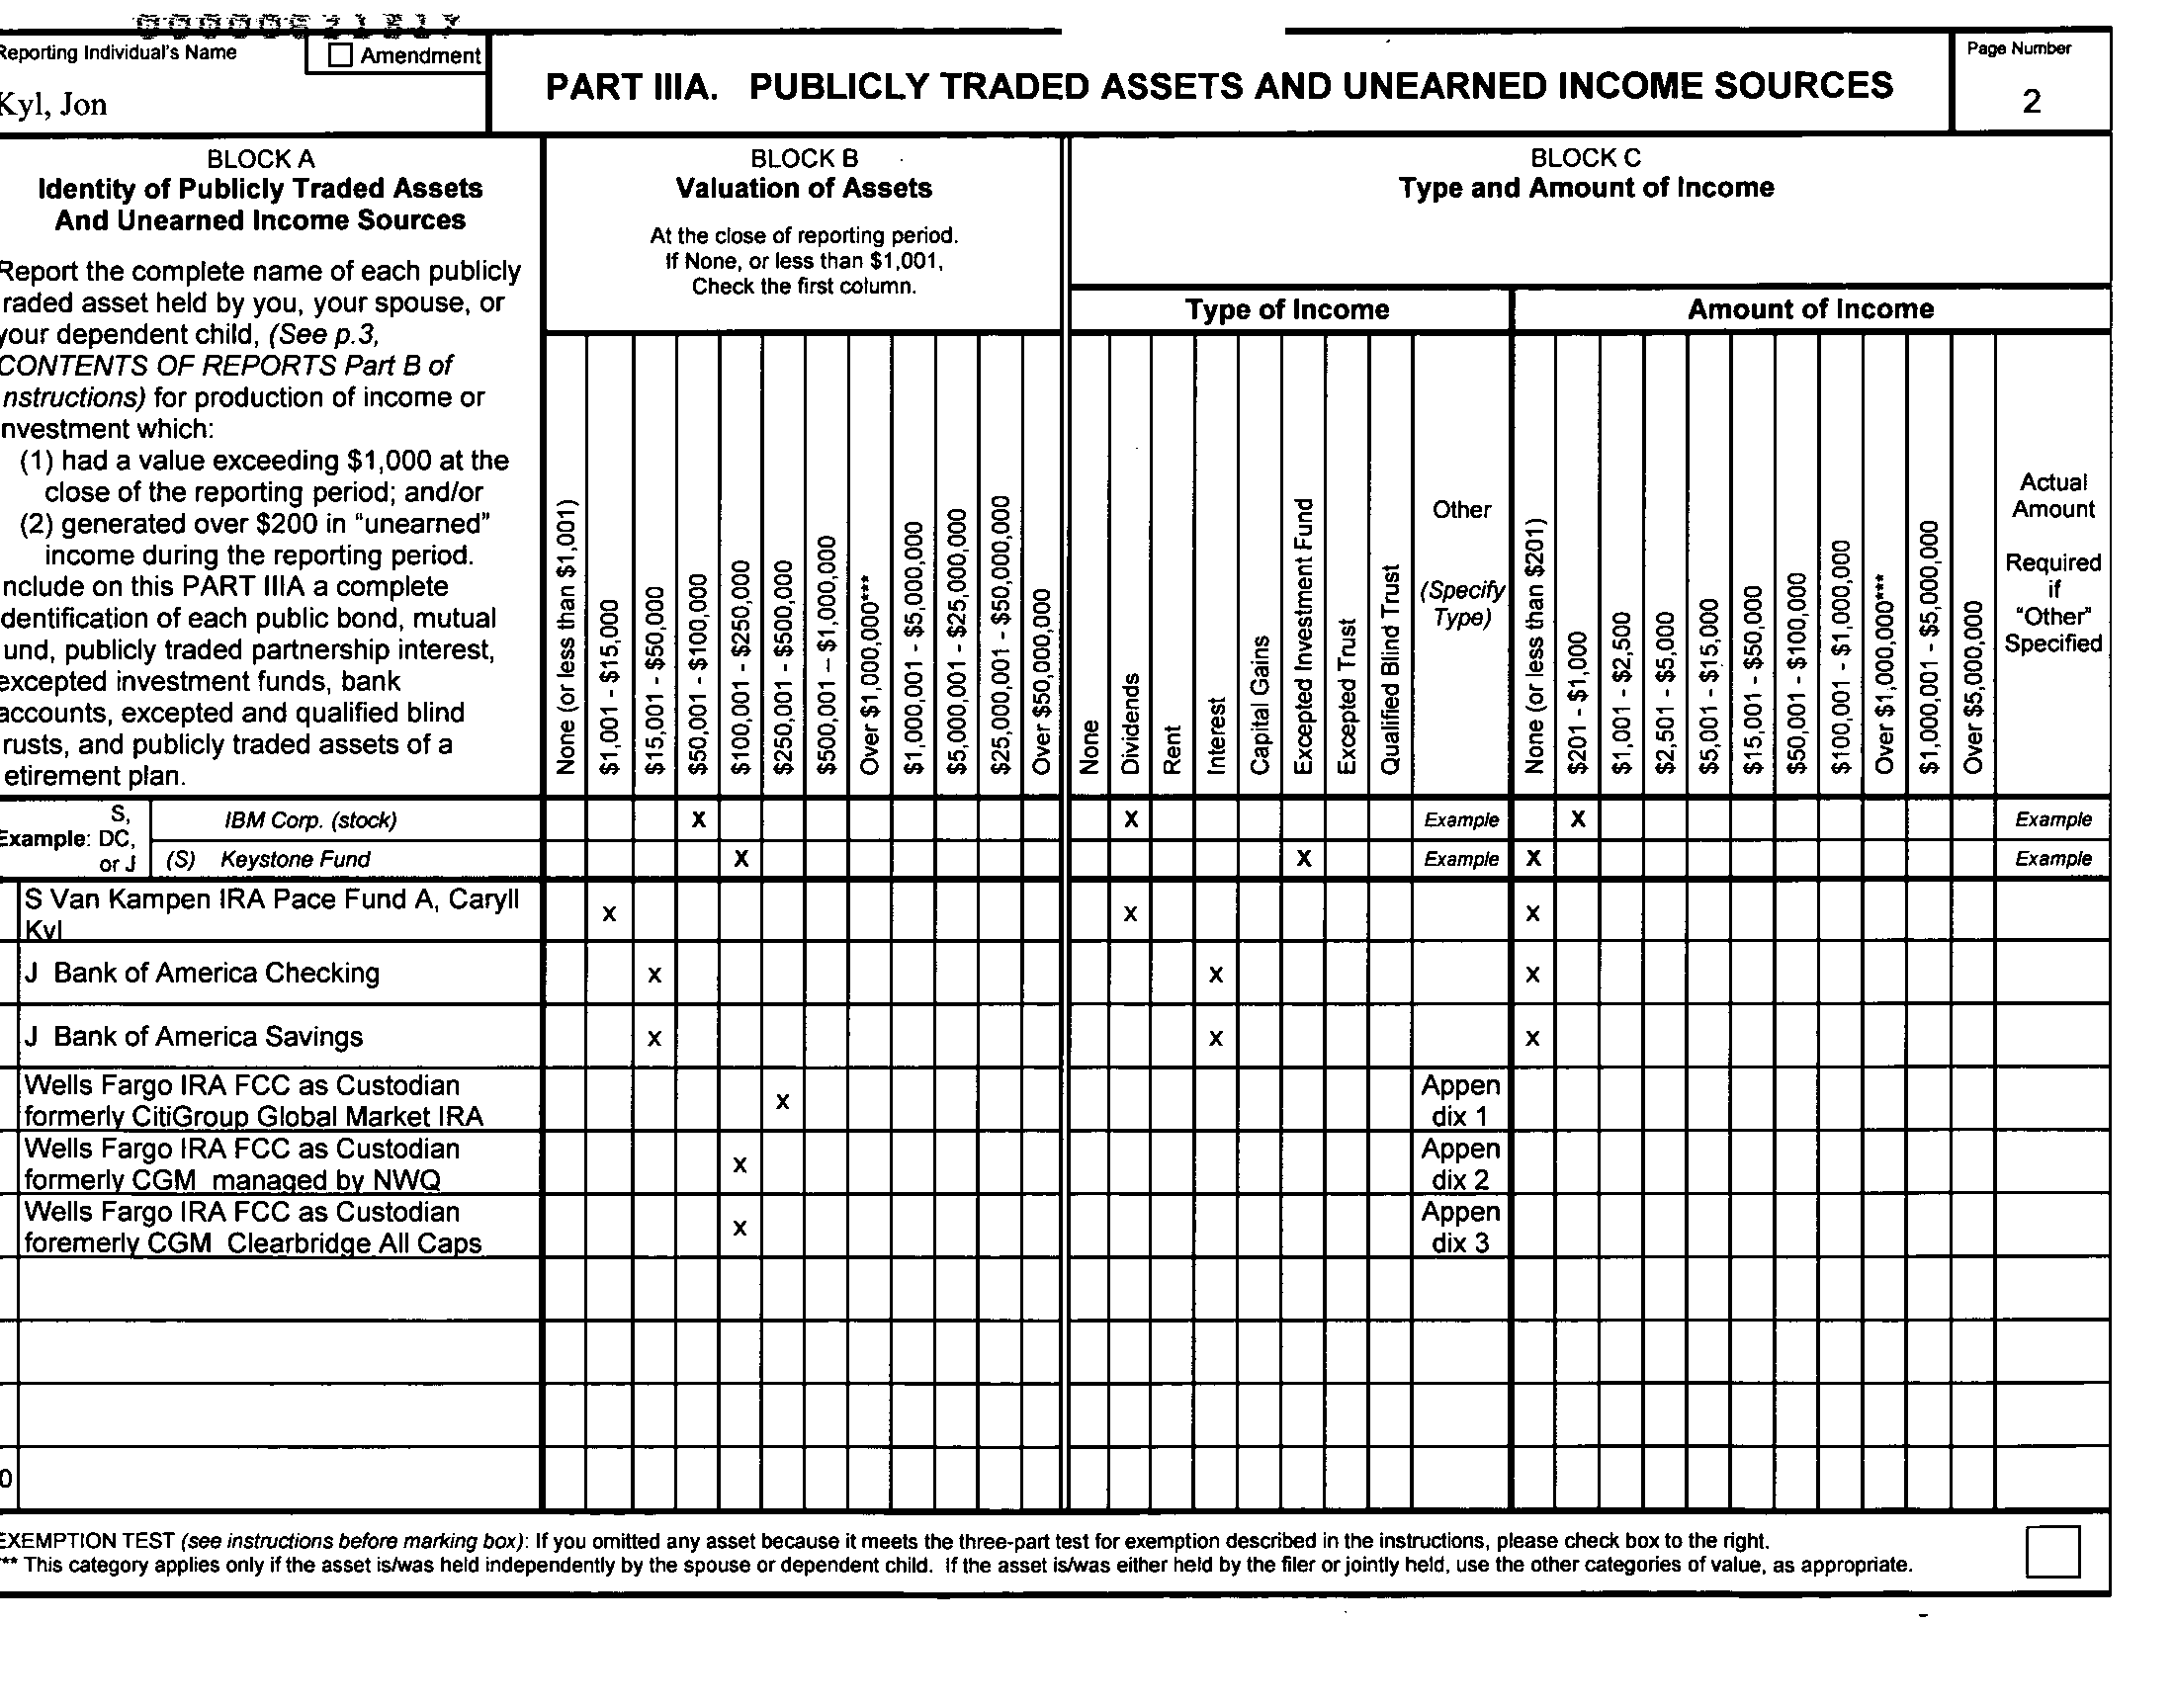 Reporting Individual's Name
Amendment
Kyl, Jon
PART IIIA. PUBLICLY TRADED ASSETS AND UNEARNED INCOME SOURCES
Page Number
2
BLOCK A
Identity of Publicly Traded Assets
And Unearned Income Sources
Report the complete name of each publicly
raded asset held by you, your spouse, or
your dependent child, (See p.3,
CONTENTS OF REPORTS Part B of
nstructions) for production of income or
nvestment which:
(1) had a value exceeding $1,000 at the
close of the reporting period; and/or
(2) generated over $200 in "unearned"
income during the reporting period.
nclude on this PART IIIA a complete
dentification of each public bond, mutual
und, publicly traded partnership interest,
excepted investment funds, bank
accounts, excepted and qualified blind
rusts, and publicly traded assets of a
etirement plan.
BLOCK B
Valuation of Assets
At the close of reporting period.
If None, or less than $1,001,
Check the first column.
None (or less than $1,001)
$1,001 - $15,000
$15,001 - $50,000
$50,001 - $100,000
$100,001 - $250,000
$250,001 - $500,000
$500,001 – $1,000,000
Over $1,000,000***
$1,000,001 - $5,000,000
$5,000,001 - $25,000,000
$25,000,001 - $50,000,000
Over $50,000,000
BLOCK C
Type and Amount of Income
Type of Income
None
Dividends
Rent
Interest
Capital Gains
Excepted Investment Fund
Excepted Trust
Qualified Blind Trust
Other
(Specify
Type)
Amount of Income
None (or less than $201)
$201 - $1,000
$1,001 - $2,500
$2,501 - $5,000
$5,001 - $15,000
$15,001 - $50,000
$50,001 - $100,000
$100,001 - $1,000,000
Over $1,000,000***
$1,000,001 - $5,000,000
Over $5,000,000
Actual
Amount
Required
if
"Other"
Specified
Example:
S,
DC,
or J
IBM Corp. (stock) X X Example X Example
(S) Keystone Fund X X Example X Example
S Van Kampen IRA Pace Fund A, Caryll
Kyl
x x x
J Bank of America Checking x x x
J Bank of America Savings x x x
Wells Fargo IRA FCC as Custodian
formerly CitiGroup Global Market IRA
x
Appen
dix 1
Wells Fargo IRA FCC as Custodian
formerly CGM managed by NWQ
x
Appen
dix 2
Wells Fargo IRA FCC as Custodian
foremerly CGM Clearbridge All Caps
x
Appen
dix 3
0
EXEMPTION TEST (see instructions before marking box): If you omitted any asset because it meets the three-part test for exemption described in the instructions, please check box to the right.
*** This category applies only if the asset is/was held independently by the spouse or dependent child. If the asset is/was either held by the filer or jointly held, use the other categories of value, as appropriate.